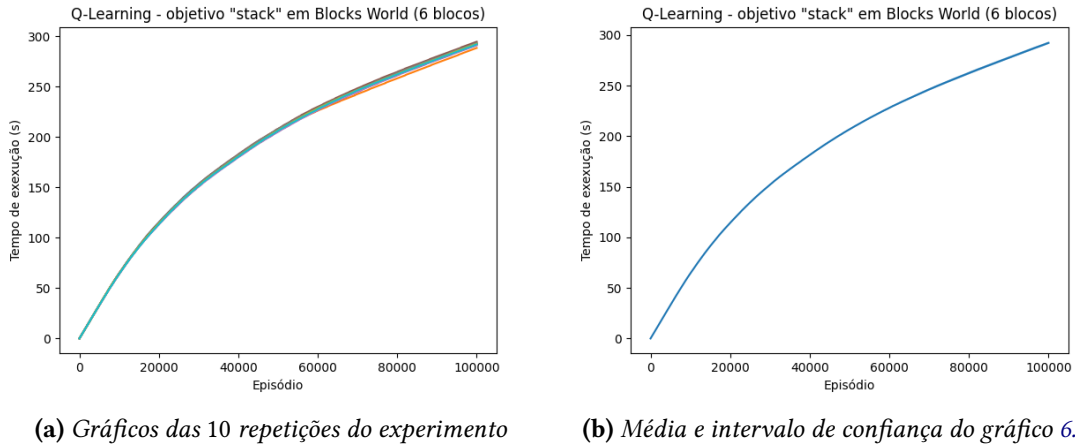 Q-Learning - objetivo "stack" em Blocks World (6 blocos)
300
250
200
150
100
50
0
Tempo de exexução (s)
0 20000 40000 60000 80000 100000
Episódio
(a) Gráficos das 10 repetições do experimento
Q-Learning - objetivo "stack" em Blocks World (6 blocos)
300
250
200
150
100
50
0
Tempo de exexução (s)
0 20000 40000 60000 80000 100000
Episódio
(b) Média e intervalo de confiança do gráfico 6.